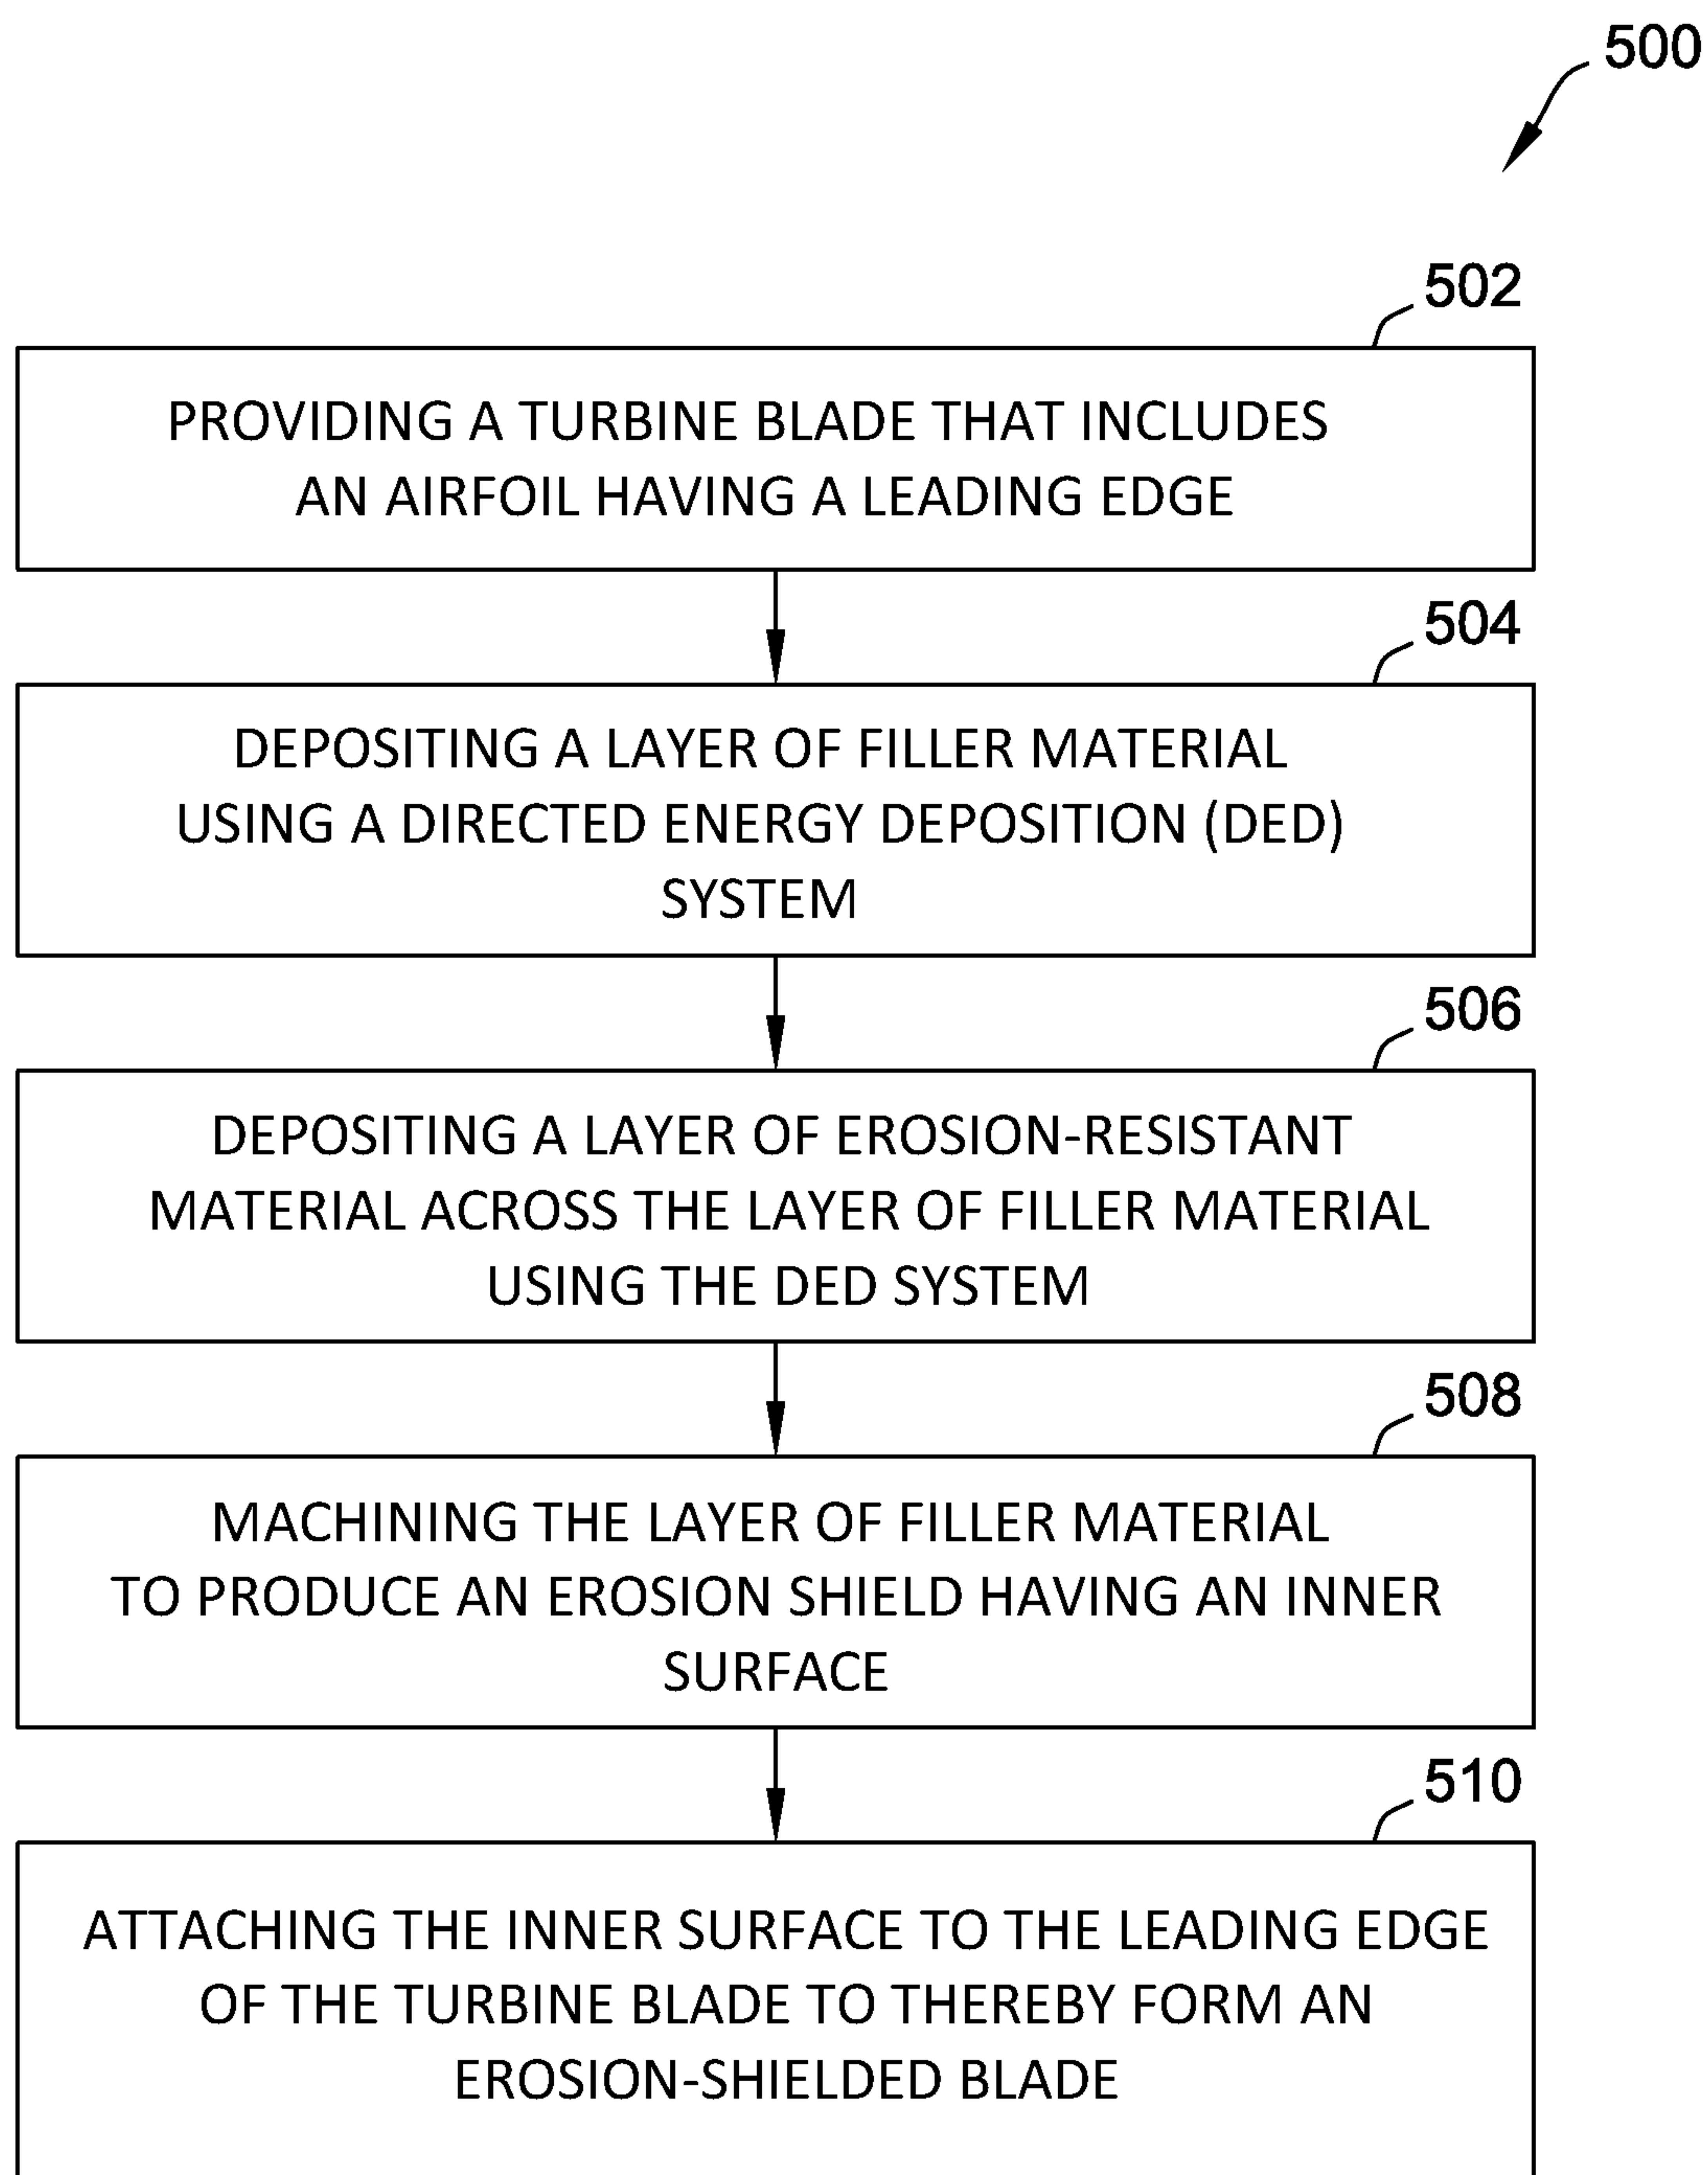 500
502
PROVIDING A TURBINE BLADE THAT INCLUDES
AN AIRFOIL HAVING A LEADING EDGE
504
DEPOSITING A LAYER OF FILLER MATERIAL
USING A DIRECTED ENERGY DEPOSITION (DED)
SYSTEM
506
DEPOSITING A LAYER OF EROSION-RESISTANT
MATERIAL ACROSS THE LAYER OF FILLER MATERIAL
USING THE DED SYSTEM
508
MACHINING THE LAYER OF FILLER MATERIAL
TO PRODUCE AN EROSION SHIELD HAVING AN INNER
SURFACE
510
ATTACHING THE INNER SURFACE TO THE LEADING EDGE
OF THE TURBINE BLADE TO THEREBY FORM AN
EROSION-SHIELDED BLADE